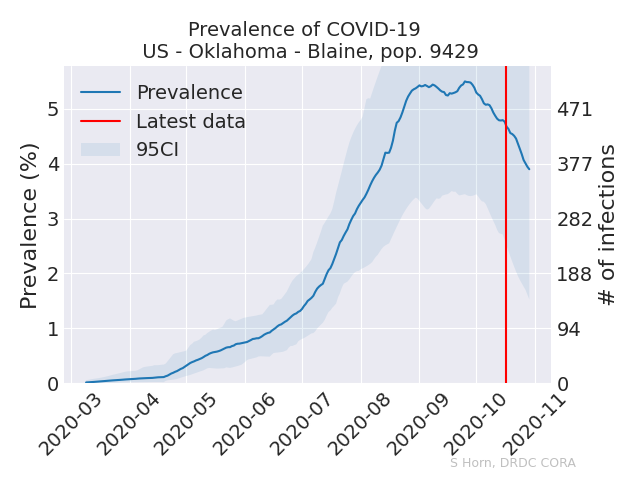 Prevalence of COVID-19
US - Oklahoma - Blaine, pop. 9429
Prevalence
Latest data
95CI
Prevalence (%)
5
4
3
2
1
0
471
377
282
188
94
0
# of infections
2020-03
2020-04
2020-05
2020-06
2020-07
2020-08
2020-09
2020-10
2020-11
S Horn, DRDC CORA